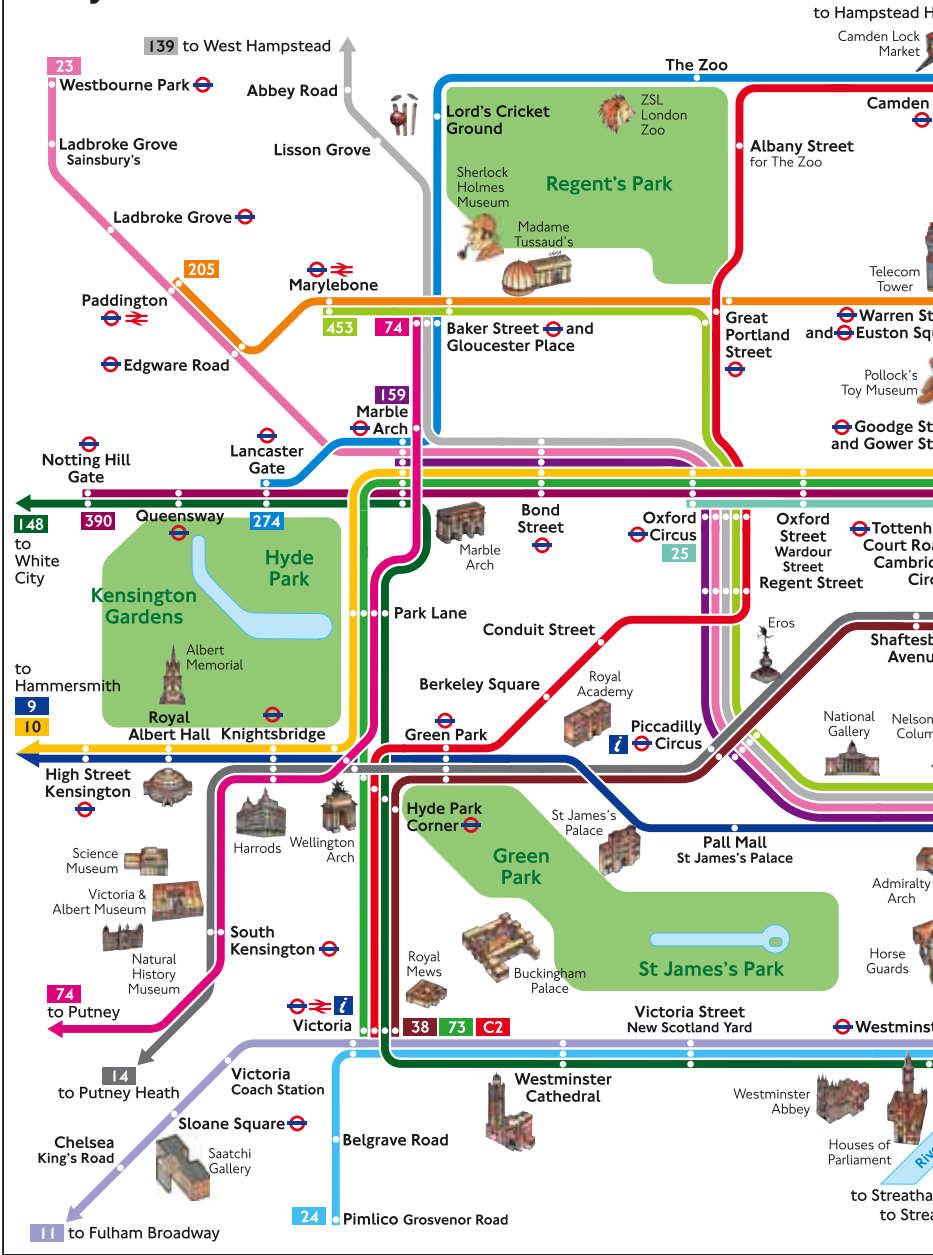 to Hampstead H
139 to West Hampstead
Camden Lock
Market
23
Westbourne Park
The Zoo
Abbey Road
Lord's Cricket
Ground
ZSL
London
Zoo
Camden
Ladbroke Grove
Sainsbury's
Lisson Grove
Albany Street
for The Zoo
Sherlock
Holmes
Museum
Regent's Park
Ladbroke Grove
Madame
Tussaud's
205
Telecom
Tower
Marylebone
Paddington
453
74
Baker Street and
Gloucester Place
Great
Portland
Street
Warren St
and Euston Squ
Edgware Road
Pollock's
Toy Museum
159
Marble
Arch
Goodge St
and Gower St
Notting Hill
Gate
Lancaster
Gate
148
to
White
City
390
Queensway
274
Marble
Arch
Bond
Street
Oxford
Circus
25
Oxford
Street
Wardour
Street
Regent Street
Tottenh
Court Roa
Cambric
Circ
Hyde
Park
Kensington
Gardens
Park Lane
Conduit Street
Eros
Shaftesb
Avenu
Albert
Memorial
to
Hammersmith
9
10
Berkeley Square
Royal
Academy
Royal
Albert Hall
Knightsbridge
Green Park
Piccadilly
Circus
National
Gallery
Nelson
Colum
High Street
Kensington
Harrods
Wellington
Arch
Hyde Park
Corner
St James's
Palace
Pall Mall
St James's Palace
Science
Museum
Green
Park
Victoria &
Albert Museum
Admiralty
Arch
South
Kensington
Natural
History
Museum
Royal
Mews
Buckingham
Palace
St James's Park
Horse
Guards
74
to Putney
Victoria
38
73
C2
Victoria Street
New Scotland Yard
Westminst
14
to Putney Heath
Victoria
Coach Station
Westminster
Cathedral
Westminster
Abbey
Sloane Square
Chelsea
King's Road
Saatchi
Gallery
Belgrave Road
Houses of
Parliament
Riv
to Streatha
to Strea
24
Pimlico Grosvenor Road
11 to Fulham Broadway